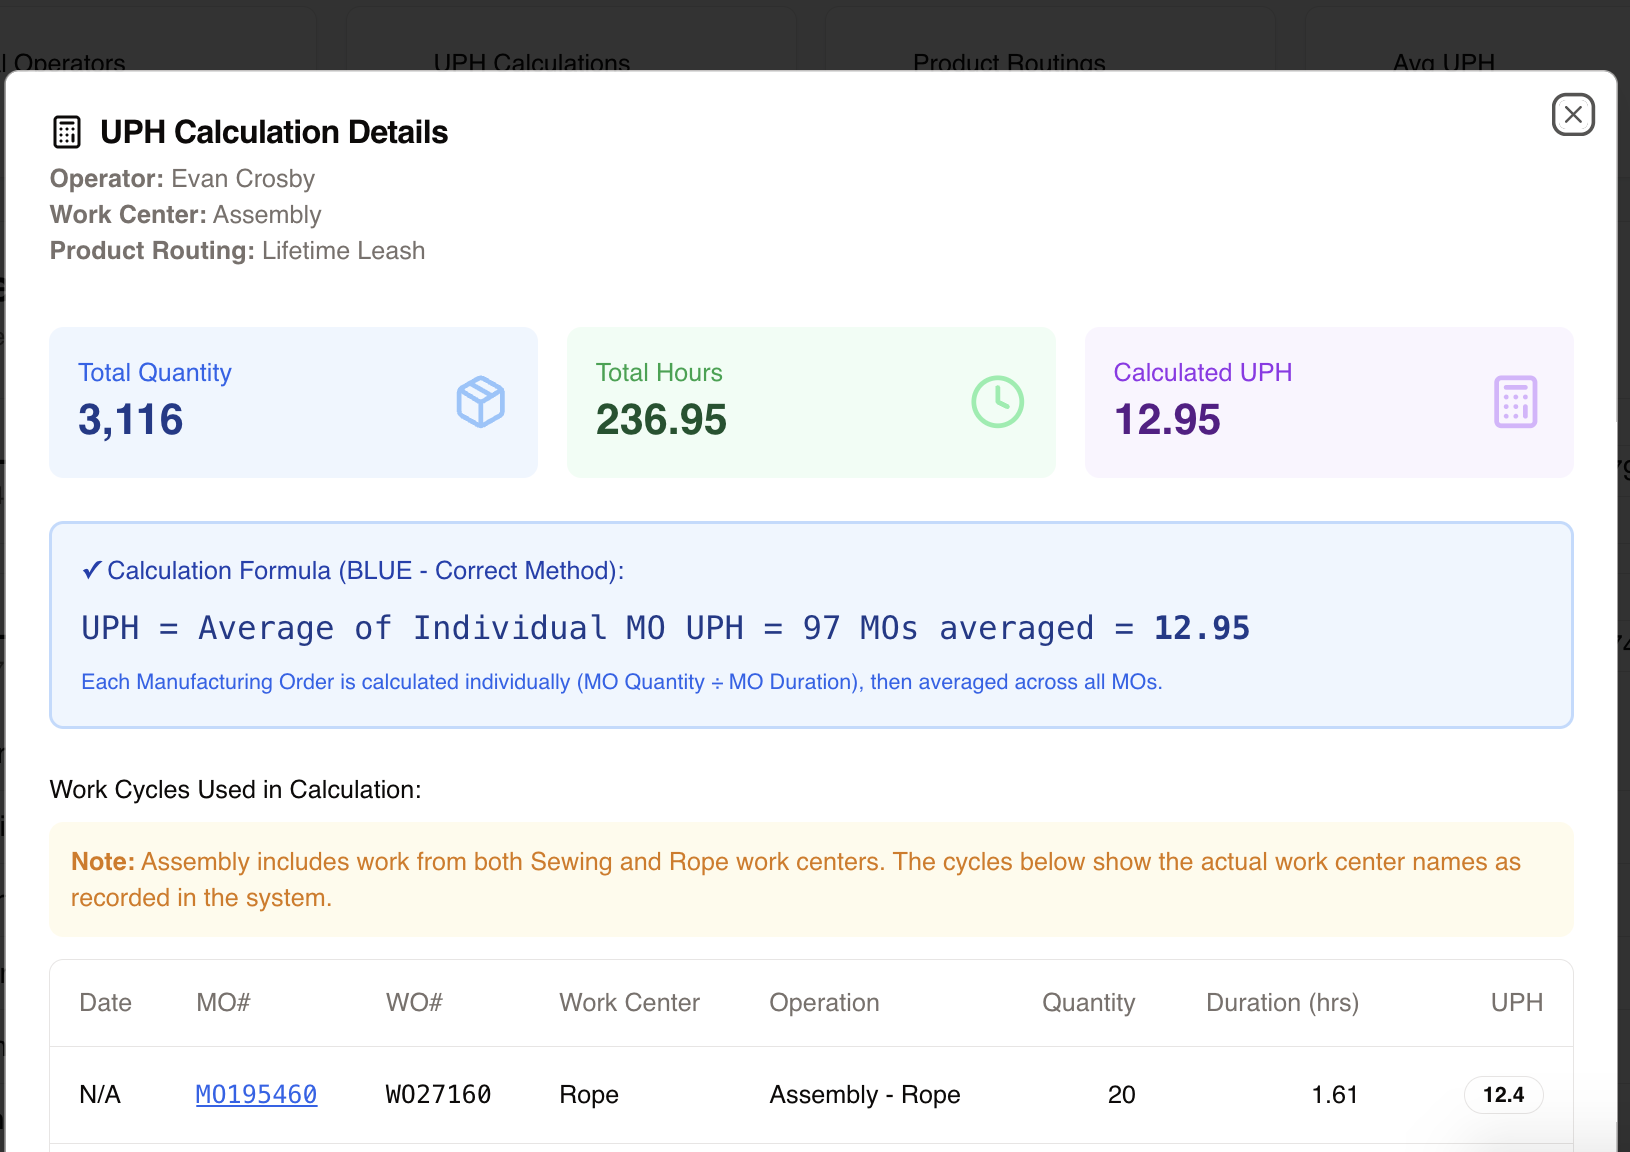 l Operators UPH Calculations Product Routings Avg UPH
UPH Calculation Details
Operator: Evan Crosby
Work Center: Assembly
Product Routing: Lifetime Leash
Total Quantity
3,116
Total Hours
236.95
Calculated UPH
12.95
✓ Calculation Formula (BLUE - Correct Method):
UPH = Average of Individual MO UPH = 97 MOs averaged = 12.95
Each Manufacturing Order is calculated individually (MO Quantity ÷ MO Duration), then averaged across all MOs.
Work Cycles Used in Calculation:
Note: Assembly includes work from both Sewing and Rope work centers. The cycles below show the actual work center names as
recorded in the system.
Date MO# WO# Work Center Operation Quantity Duration (hrs) UPH
N/A MO195460 WO27160 Rope Assembly - Rope 20 1.61 12.4